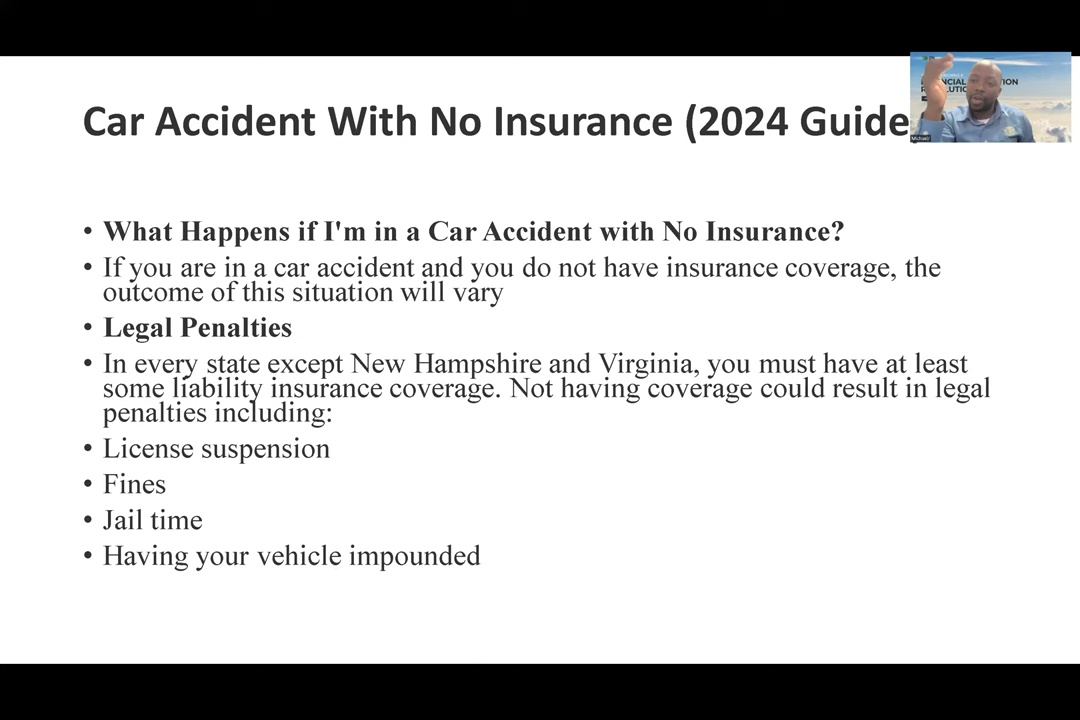 Car Accident With No Insurance (2024 Guide
• What Happens if I'm in a Car Accident with No Insurance?
• If you are in a car accident and you do not have insurance coverage, the
outcome of this situation will vary
• Legal Penalties
• In every state except New Hampshire and Virginia, you must have at least
some liability insurance coverage. Not having coverage could result in legal
penalties including:
• License suspension
• Fines
• Jail time
• Having your vehicle impounded